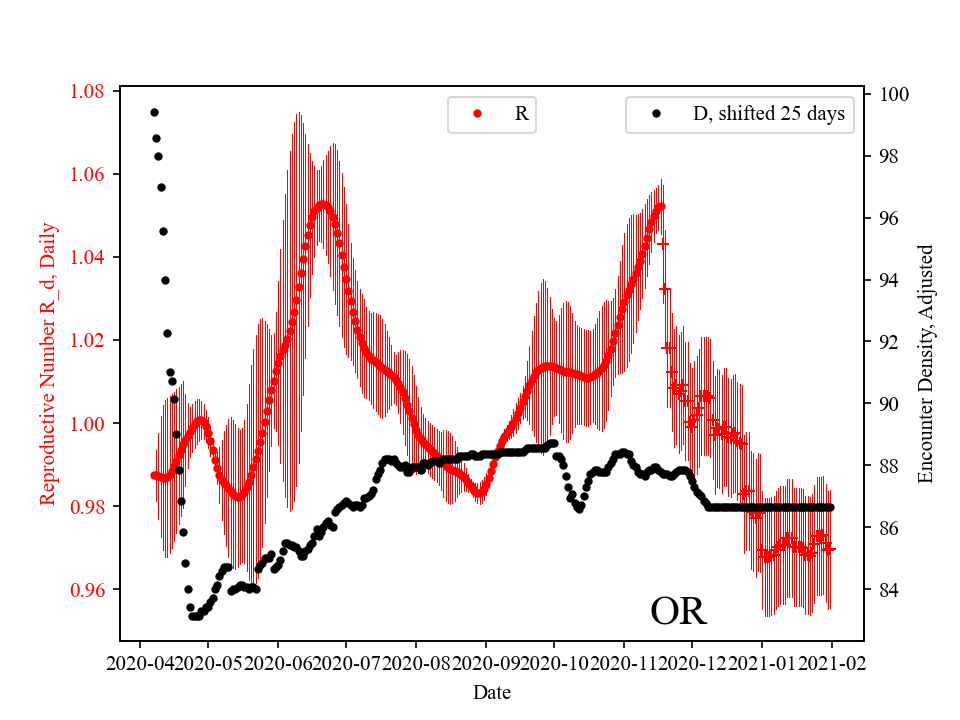 R
D, shifted 25 days
1.08
1.06
1.04
1.02
1.00
0.98
0.96
Reproductive Number R_d, Daily
100
98
96
94
92
90
88
86
84
Encounter Density, Adjusted
OR
2020-04 2020-05 2020-06 2020-07 2020-08 2020-09 2020-10 2020-11 2020-12 2021-01 2021-02
Date